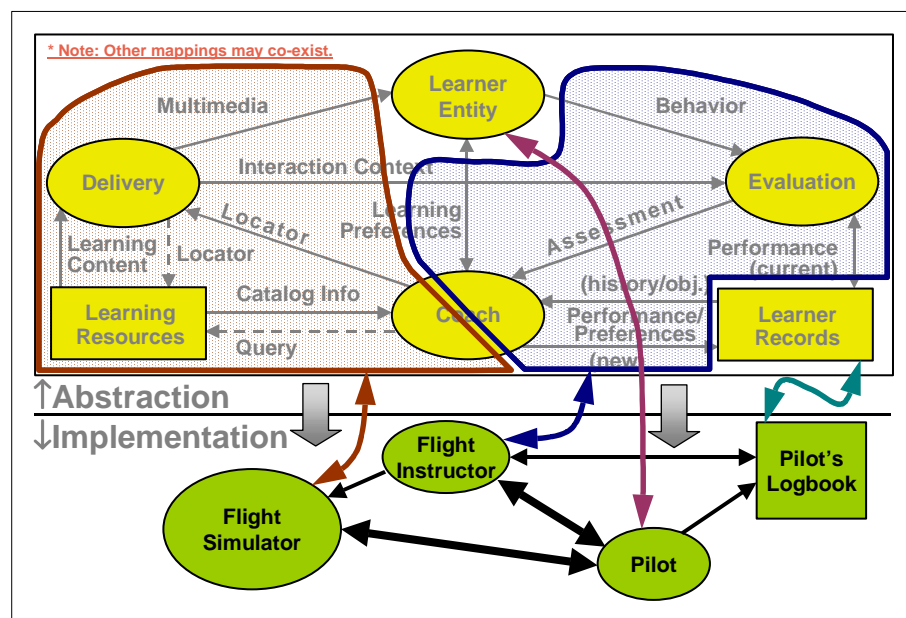 * Note: Other mappings may co-exist.
Learner
Entity
Multimedia
Behavior
Delivery
Interaction Context
Evaluation
Locator
Learning
Preferences
Assessment
Learning
Content
Locator
Performance
(current)
Catalog Info
(history/obj.)
Learning
Resources
Coach
Performance/
Preferences
Learner
Records
Query
(new)
↑Abstraction
↓Implementation
Flight
Instructor
Pilot's
Logbook
Flight
Simulator
Pilot